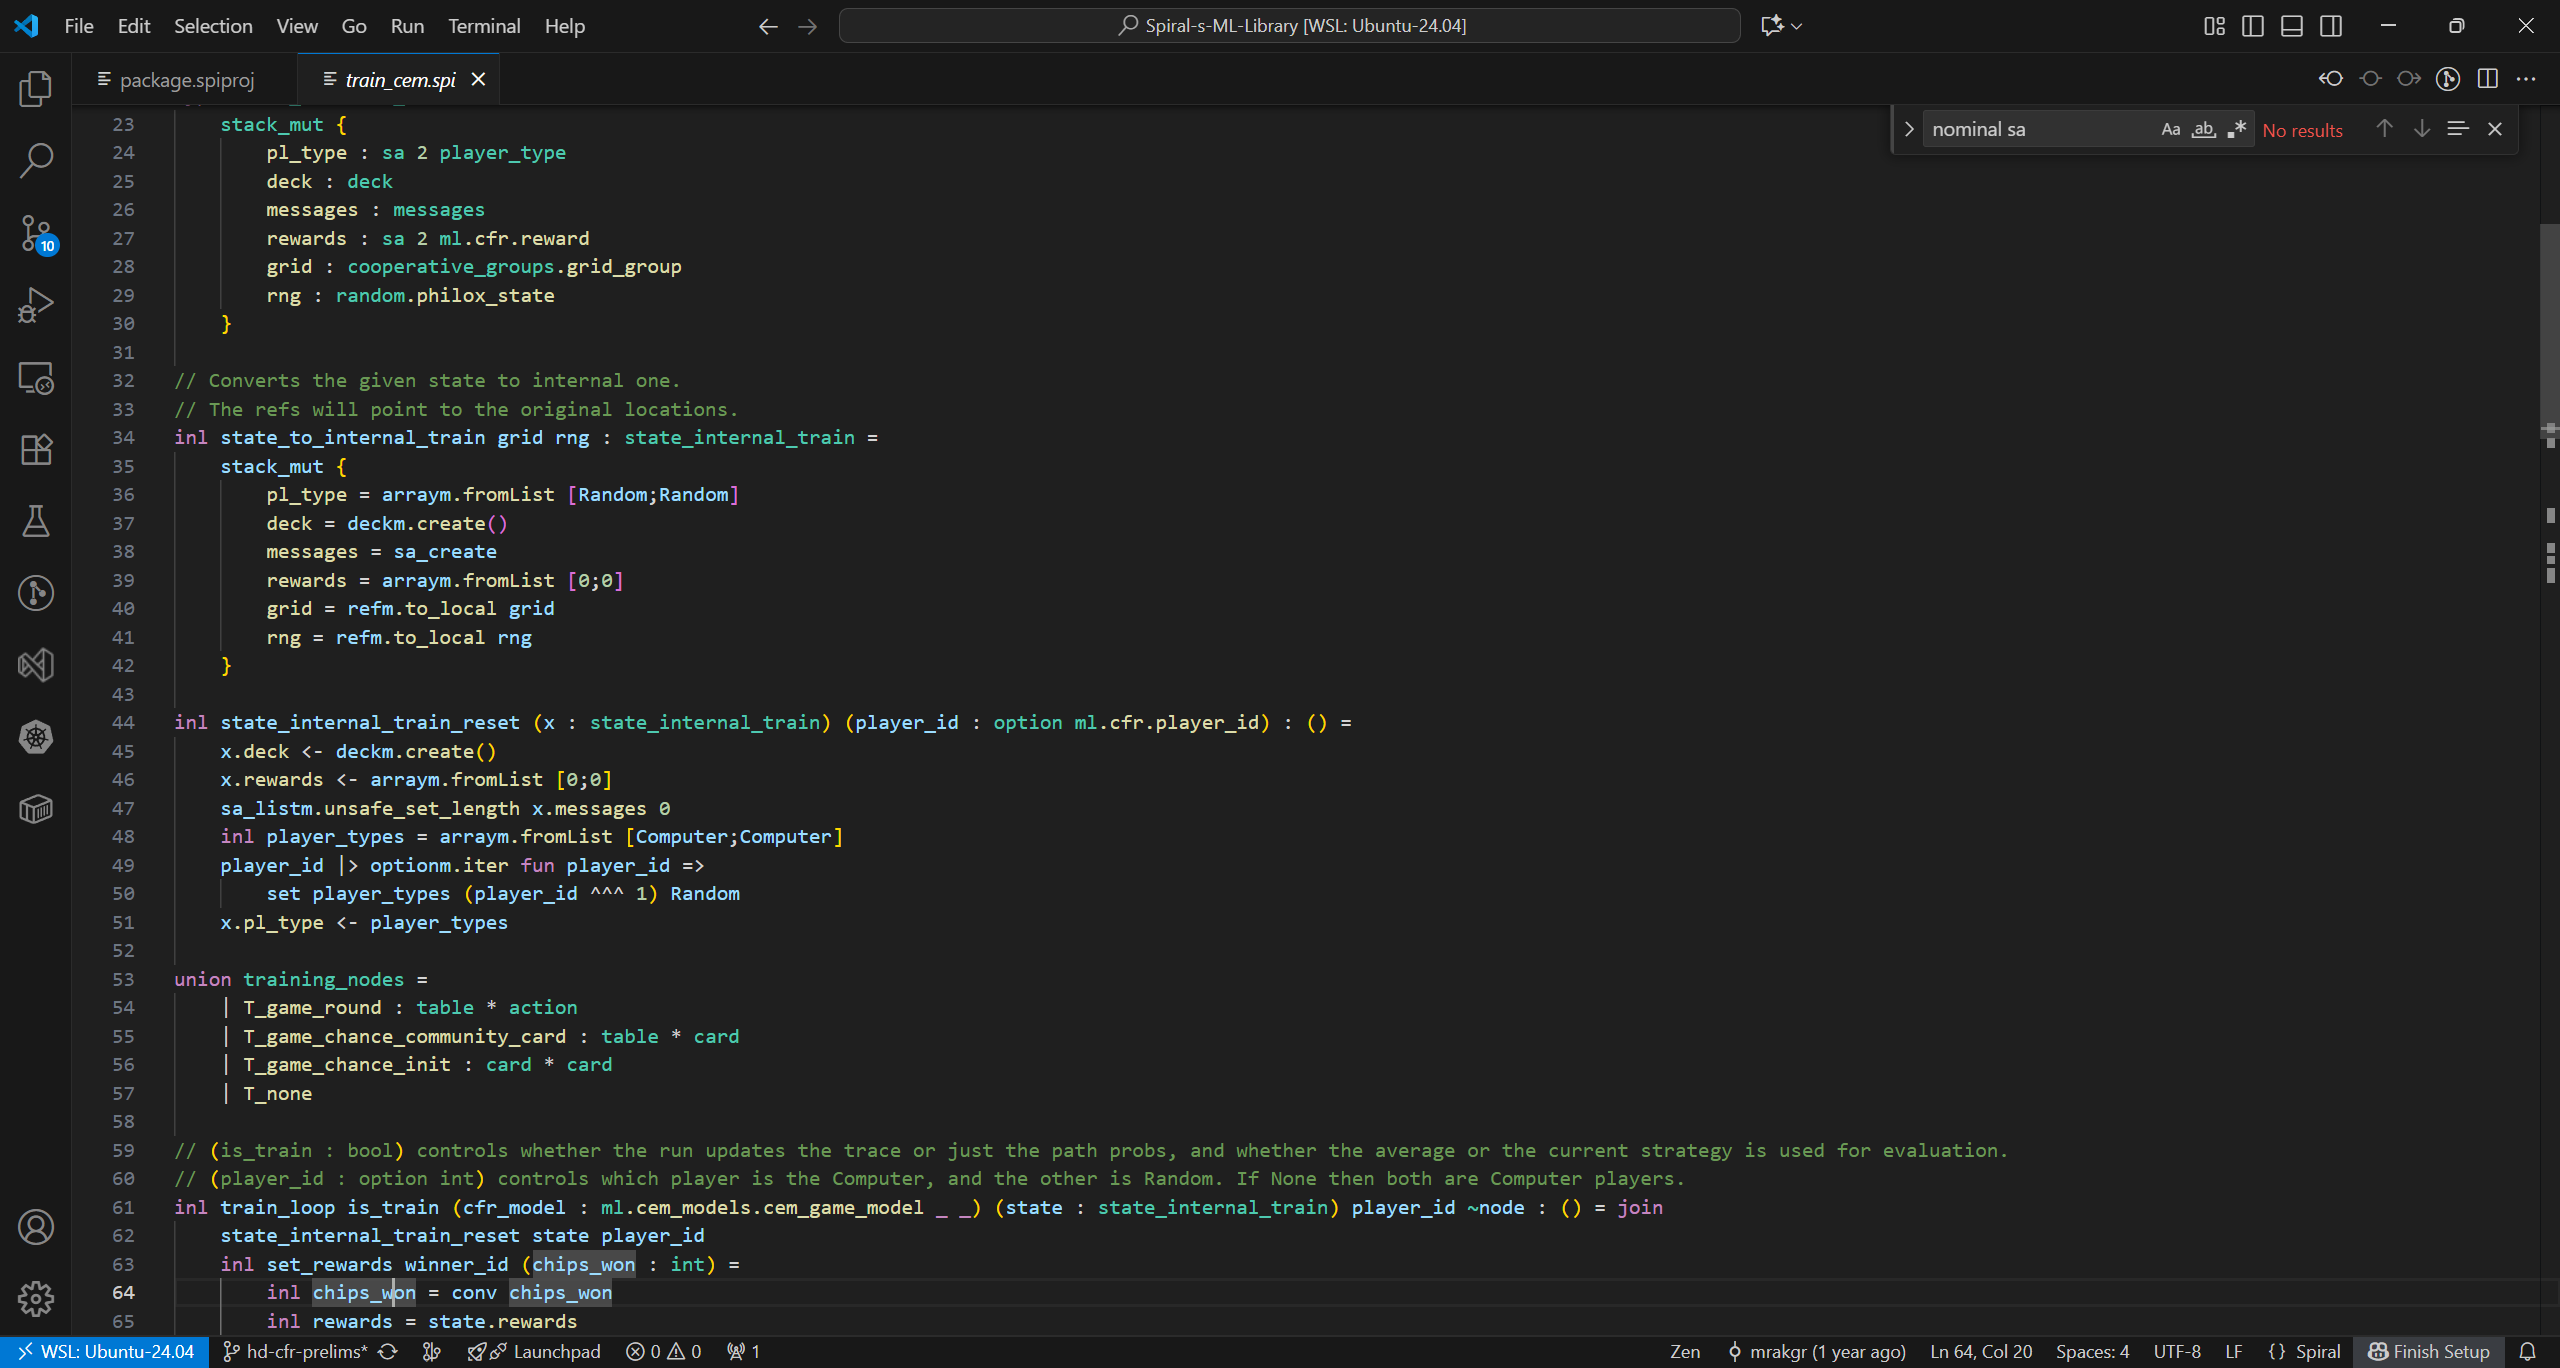 File Edit Selection View Go Run Terminal Help
Spiral-s-ML-Library [WSL: Ubuntu-24.04]
package.spiproj
train_cem.spi
nominal sa
Aa ab .* No results
10
23 stack_mut {
24 pl_type : sa 2 player_type
25 deck : deck
26 messages : messages
27 rewards : sa 2 ml.cfr.reward
28 grid : cooperative_groups.grid_group
29 rng : random.philox_state
30 }
31
32 // Converts the given state to internal one.
33 // The refs will point to the original locations.
34 inl state_to_internal_train grid rng : state_internal_train =
35 stack_mut {
36 pl_type = arraym.fromList [Random;Random]
37 deck = deckm.create()
38 messages = sa_create
39 rewards = arraym.fromList [0;0]
40 grid = refm.to_local grid
41 rng = refm.to_local rng
42 }
43
44 inl state_internal_train_reset (x : state_internal_train) (player_id : option ml.cfr.player_id) : () =
45 x.deck <- deckm.create()
46 x.rewards <- arraym.fromList [0;0]
47 sa_listm.unsafe_set_length x.messages 0
48 inl player_types = arraym.fromList [Computer;Computer]
49 player_id |> optionm.iter fun player_id =>
50 set player_types (player_id ^^^ 1) Random
51 x.pl_type <- player_types
52
53 union training_nodes =
54 | T_game_round : table * action
55 | T_game_chance_community_card : table * card
56 | T_game_chance_init : card * card
57 | T_none
58
59 // (is_train : bool) controls whether the run updates the trace or just the path probs, and whether the average or the current strategy is used for evaluation.
60 // (player_id : option int) controls which player is the Computer, and the other is Random. If None then both are Computer players.
61 inl train_loop is_train (cfr_model : ml.cem_models.cem_game_model _ _) (state : state_internal_train) player_id ~node : () = join
62 state_internal_train_reset state player_id
63 inl set_rewards winner_id (chips_won : int) =
64 inl chips_won = conv chips_won
65 inl rewards = state.rewards
WSL: Ubuntu-24.04 hd-cfr-prelims* Launchpad 0 0 1 Zen mrakgr (1 year ago) Ln 64, Col 20 Spaces: 4 UTF-8 LF {} Spiral Finish Setup